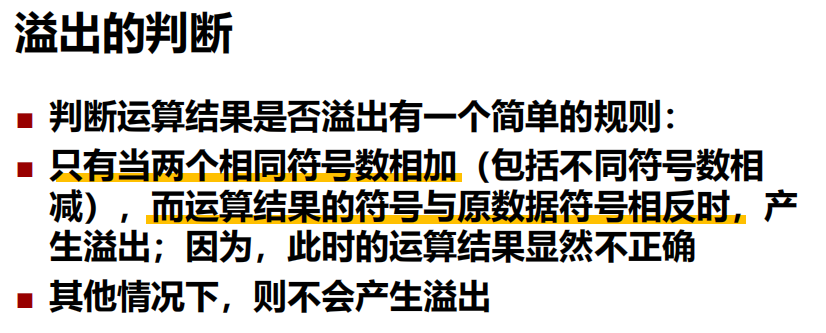 溢出的判断
判断运算结果是否溢出有一个简单的规则：
只有当两个相同符号数相加（包括不同符号数相
减），而运算结果的符号与原数据符号相反时，产
生溢出；因为，此时的运算结果显然不正确
其他情况下，则不会产生溢出